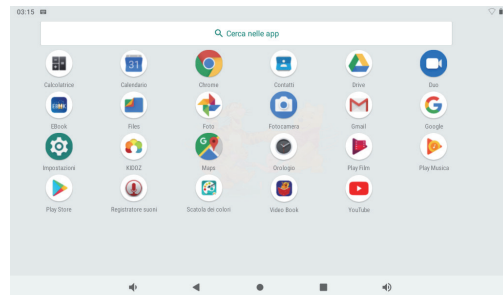 03:15
Cerca nelle app
31
Calcolatrice Calendario Chrome Contatti Drive Duo
EBook Files Foto Fotocamera Gmail Google
Impostazioni KIDOZ Maps Orologio Play Film Play Musica
Play Store Registratore suoni Scatola dei colori Video Book YouTube